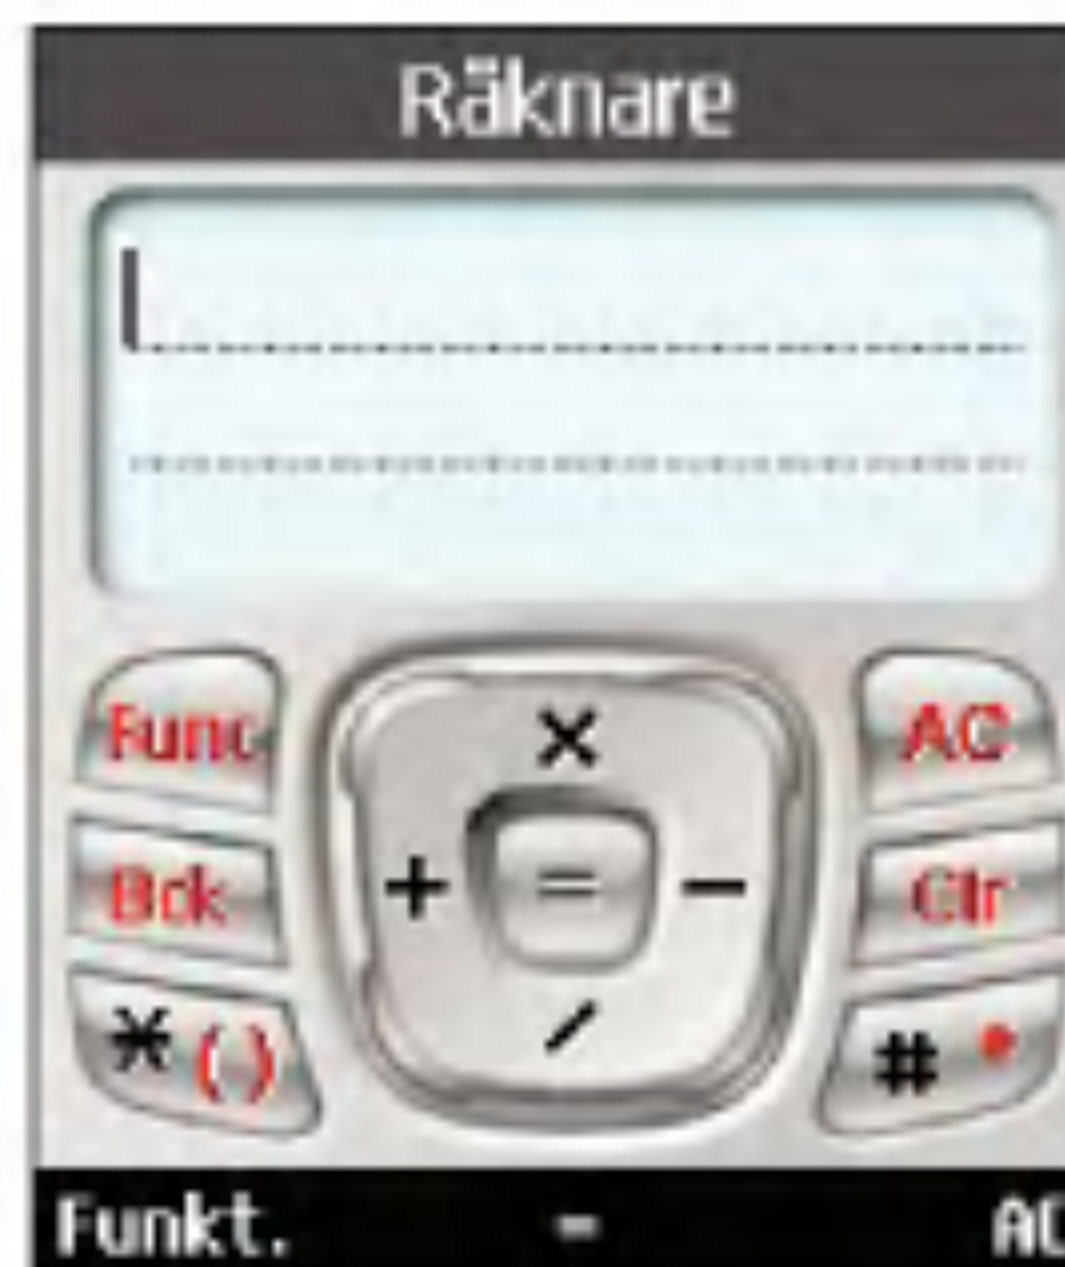 Räknare
Func × AC
Bck + = − Clr
* ( ) / # •
Funkt. = AC